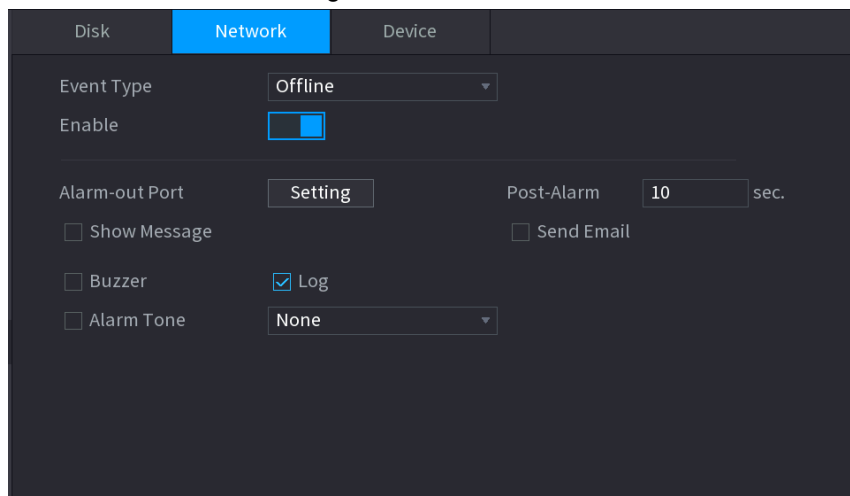 Disk Network Device
Event Type Offline
Enable
Alarm-out Port Setting Post-Alarm 10 sec.
Show Message Send Email
Buzzer Log
Alarm Tone None